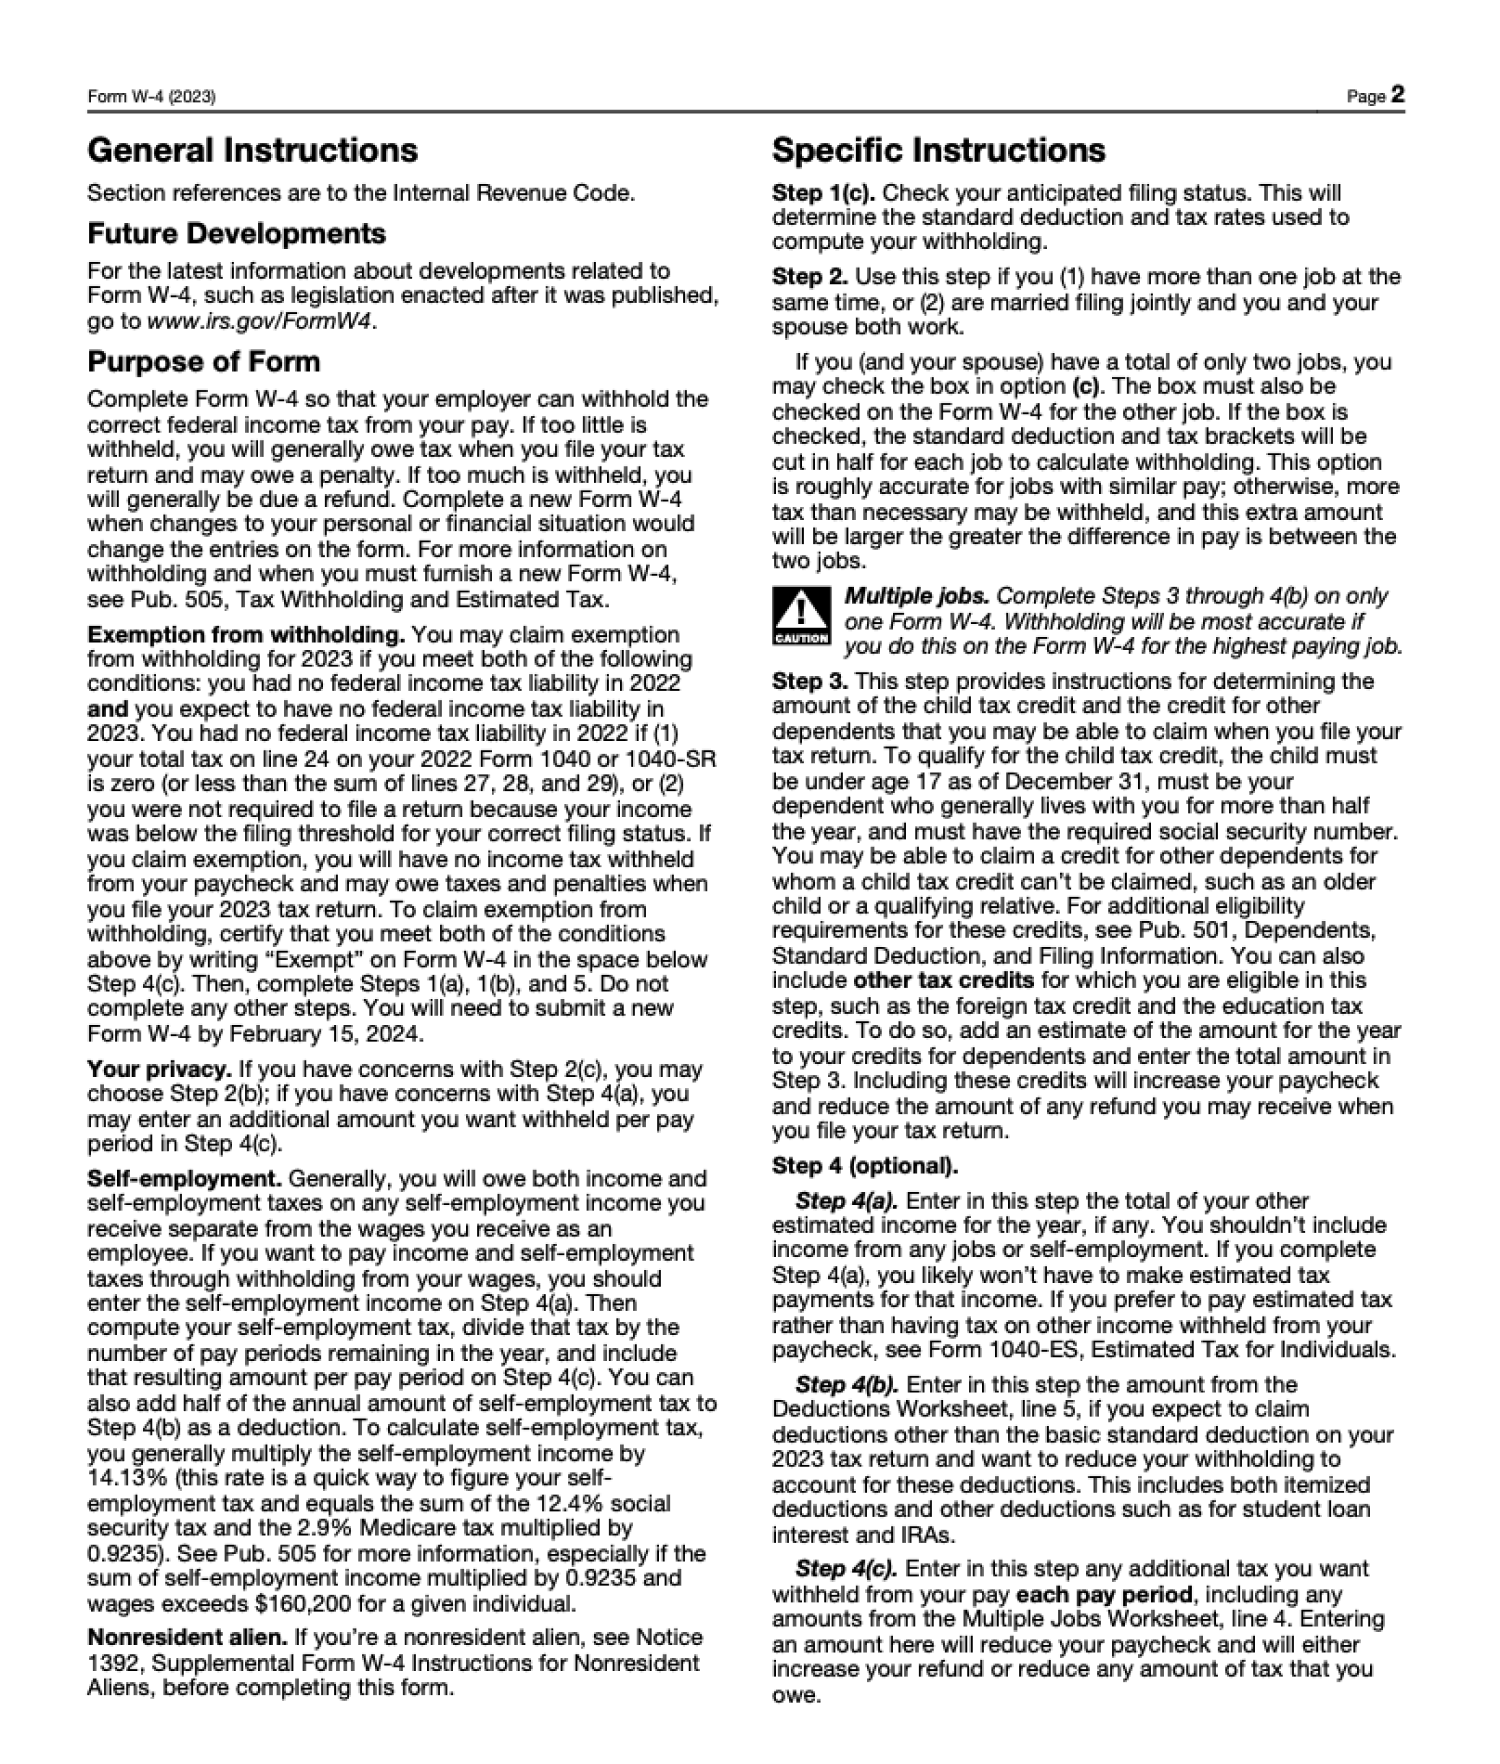 Form W-4 (2023)
Page 2
General Instructions
Section references are to the Internal Revenue Code.
Future Developments
For the latest information about developments related to
Form W-4, such as legislation enacted after it was published,
go to www.irs.gov/FormW4.
Purpose of Form
Complete Form W-4 so that your employer can withhold the
correct federal income tax from your pay. If too little is
withheld, you will generally owe tax when you file your tax
return and may owe a penalty. If too much is withheld, you
will generally be due a refund. Complete a new Form W-4
when changes to your personal or financial situation would
change the entries on the form. For more information on
withholding and when you must furnish a new Form W-4,
see Pub. 505, Tax Withholding and Estimated Tax.
Exemption from withholding. You may claim exemption
from withholding for 2023 if you meet both of the following
conditions: you had no federal income tax liability in 2022
and you expect to have no federal income tax liability in
2023. You had no federal income tax liability in 2022 if (1)
your total tax on line 24 on your 2022 Form 1040 or 1040-SR
is zero (or less than the sum of lines 27, 28, and 29), or (2)
you were not required to file a return because your income
was below the filing threshold for your correct filing status. If
you claim exemption, you will have no income tax withheld
from your paycheck and may owe taxes and penalties when
you file your 2023 tax return. To claim exemption from
withholding, certify that you meet both of the conditions
above by writing “Exempt” on Form W-4 in the space below
Step 4(c). Then, complete Steps 1(a), 1(b), and 5. Do not
complete any other steps. You will need to submit a new
Form W-4 by February 15, 2024.
Your privacy. If you have concerns with Step 2(c), you may
choose Step 2(b); if you have concerns with Step 4(a), you
may enter an additional amount you want withheld per pay
period in Step 4(c).
Self-employment. Generally, you will owe both income and
self-employment taxes on any self-employment income you
receive separate from the wages you receive as an
employee. If you want to pay income and self-employment
taxes through withholding from your wages, you should
enter the self-employment income on Step 4(a). Then
compute your self-employment tax, divide that tax by the
number of pay periods remaining in the year, and include
that resulting amount per pay period on Step 4(c). You can
also add half of the annual amount of self-employment tax to
Step 4(b) as a deduction. To calculate self-employment tax,
you generally multiply the self-employment income by
14.13% (this rate is a quick way to figure your self-
employment tax and equals the sum of the 12.4% social
security tax and the 2.9% Medicare tax multiplied by
0.9235). See Pub. 505 for more information, especially if the
sum of self-employment income multiplied by 0.9235 and
wages exceeds $160,200 for a given individual.
Nonresident alien. If you’re a nonresident alien, see Notice
1392, Supplemental Form W-4 Instructions for Nonresident
Aliens, before completing this form.
Specific Instructions
Step 1(c). Check your anticipated filing status. This will
determine the standard deduction and tax rates used to
compute your withholding.
Step 2. Use this step if you (1) have more than one job at the
same time, or (2) are married filing jointly and you and your
spouse both work.
If you (and your spouse) have a total of only two jobs, you
may check the box in option (c). The box must also be
checked on the Form W-4 for the other job. If the box is
checked, the standard deduction and tax brackets will be
cut in half for each job to calculate withholding. This option
is roughly accurate for jobs with similar pay; otherwise, more
tax than necessary may be withheld, and this extra amount
will be larger the greater the difference in pay is between the
two jobs.
CAUTION
Multiple jobs. Complete Steps 3 through 4(b) on only
one Form W-4. Withholding will be most accurate if
you do this on the Form W-4 for the highest paying job.
Step 3. This step provides instructions for determining the
amount of the child tax credit and the credit for other
dependents that you may be able to claim when you file your
tax return. To qualify for the child tax credit, the child must
be under age 17 as of December 31, must be your
dependent who generally lives with you for more than half
the year, and must have the required social security number.
You may be able to claim a credit for other dependents for
whom a child tax credit can’t be claimed, such as an older
child or a qualifying relative. For additional eligibility
requirements for these credits, see Pub. 501, Dependents,
Standard Deduction, and Filing Information. You can also
include other tax credits for which you are eligible in this
step, such as the foreign tax credit and the education tax
credits. To do so, add an estimate of the amount for the year
to your credits for dependents and enter the total amount in
Step 3. Including these credits will increase your paycheck
and reduce the amount of any refund you may receive when
you file your tax return.
Step 4 (optional).
Step 4(a). Enter in this step the total of your other
estimated income for the year, if any. You shouldn’t include
income from any jobs or self-employment. If you complete
Step 4(a), you likely won’t have to make estimated tax
payments for that income. If you prefer to pay estimated tax
rather than having tax on other income withheld from your
paycheck, see Form 1040-ES, Estimated Tax for Individuals.
Step 4(b). Enter in this step the amount from the
Deductions Worksheet, line 5, if you expect to claim
deductions other than the basic standard deduction on your
2023 tax return and want to reduce your withholding to
account for these deductions. This includes both itemized
deductions and other deductions such as for student loan
interest and IRAs.
Step 4(c). Enter in this step any additional tax you want
withheld from your pay each pay period, including any
amounts from the Multiple Jobs Worksheet, line 4. Entering
an amount here will reduce your paycheck and will either
increase your refund or reduce any amount of tax that you
owe.